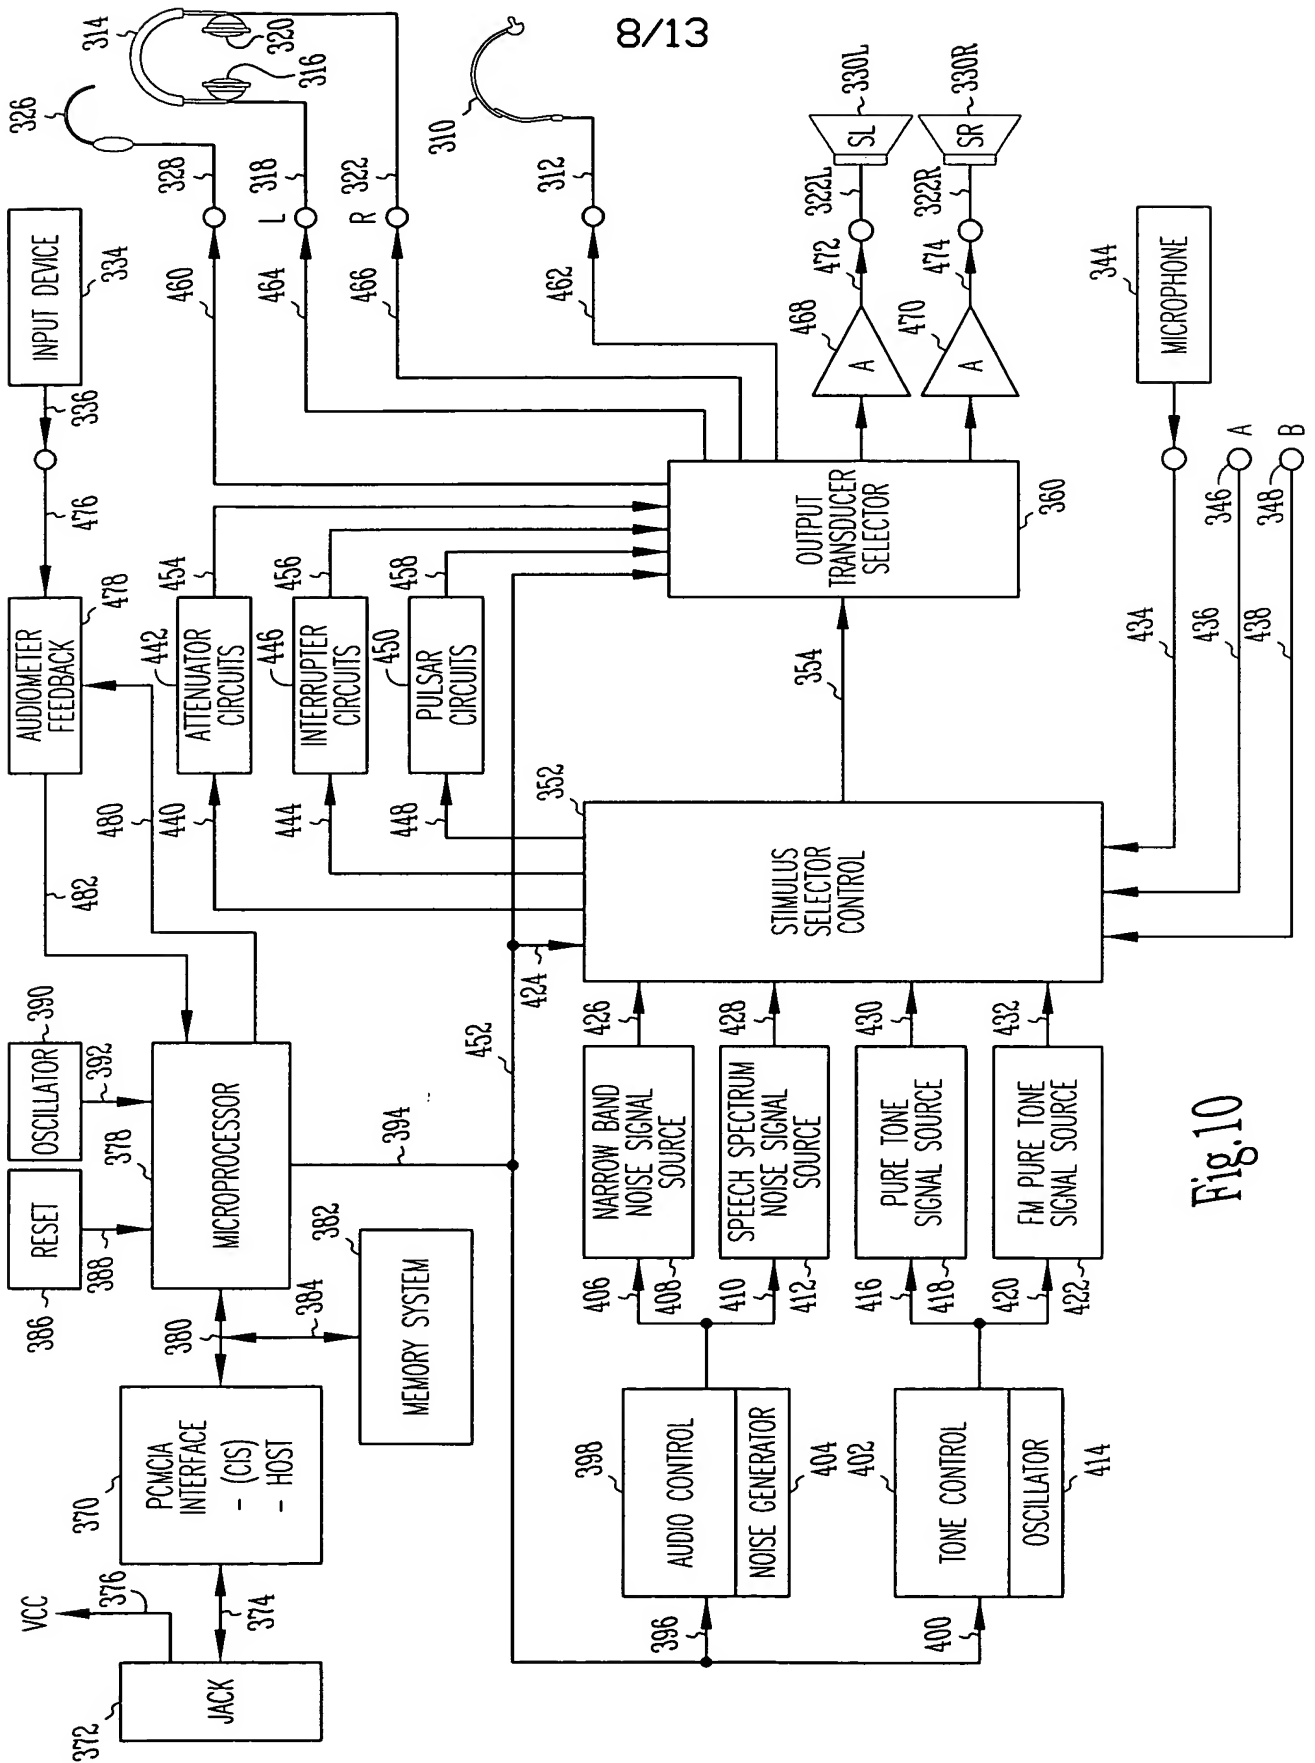 8/13
JACK
372
VCC
376
374
PCMCIA
INTERFACE
- (CIS)
- HOST
370
380
384
MEMORY SYSTEM
382
RESET
386
388
OSCILLATOR
390
392
MICROPROCESSOR
378
394
482
480
AUDIOMETER
FEEDBACK
478
476
336
INPUT DEVICE
334
440
ATTENUATOR
CIRCUITS
442
454
444
INTERRUPTER
CIRCUITS
446
456
448
PULSAR
CIRCUITS
450
458
452
424
396
AUDIO CONTROL
398
NOISE GENERATOR
404
400
TONE CONTROL
402
OSCILLATOR
414
406
NARROW BAND
NOISE SIGNAL
SOURCE
408
426
410
SPEECH SPECTRUM
NOISE SIGNAL
SOURCE
412
428
416
PURE TONE
SIGNAL SOURCE
418
430
420
FM PURE TONE
SIGNAL SOURCE
422
432
STIMULUS
SELECTOR
CONTROL
352
354
OUTPUT
TRANSDUCER
SELECTOR
360
460
328
326
464
L
318
316
314
466
R
322
320
462
312
310
A
468
472
322L
SL
330L
A
470
474
322R
SR
330R
434
MICROPHONE
344
436
346
A
438
348
B
Fig.10